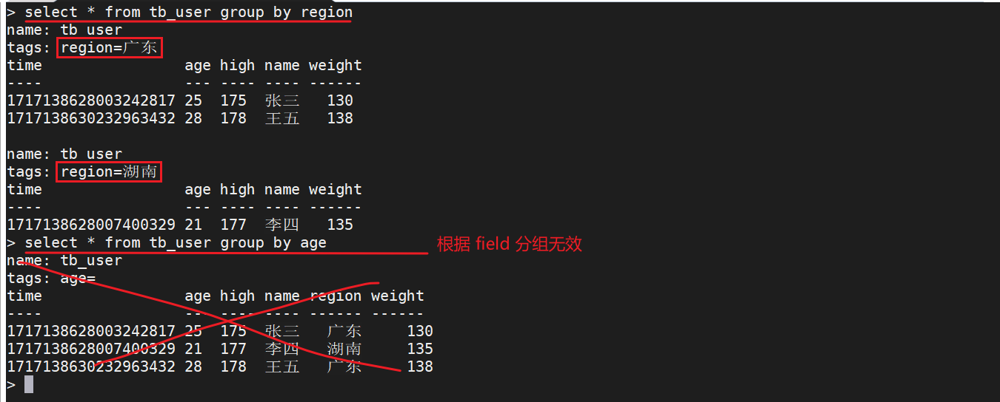 > select * from tb_user group by region
name: tb_user
tags: region=广东
time age high name weight
---- --- ---- ---- ------
1717138628003242817 25 175 张三 130
1717138630232963432 28 178 王五 138
name: tb_user
tags: region=湖南
time age high name weight
---- --- ---- ---- ------
1717138628007400329 21 177 李四 135
> select * from tb_user group by age 根据 field 分组无效
name: tb_user
tags: age=
time age high name region weight
---- --- ---- ---- ------ ------
1717138628003242817 25 175 张三 广东 130
1717138628007400329 21 177 李四 湖南 135
1717138630232963432 28 178 王五 广东 138
>